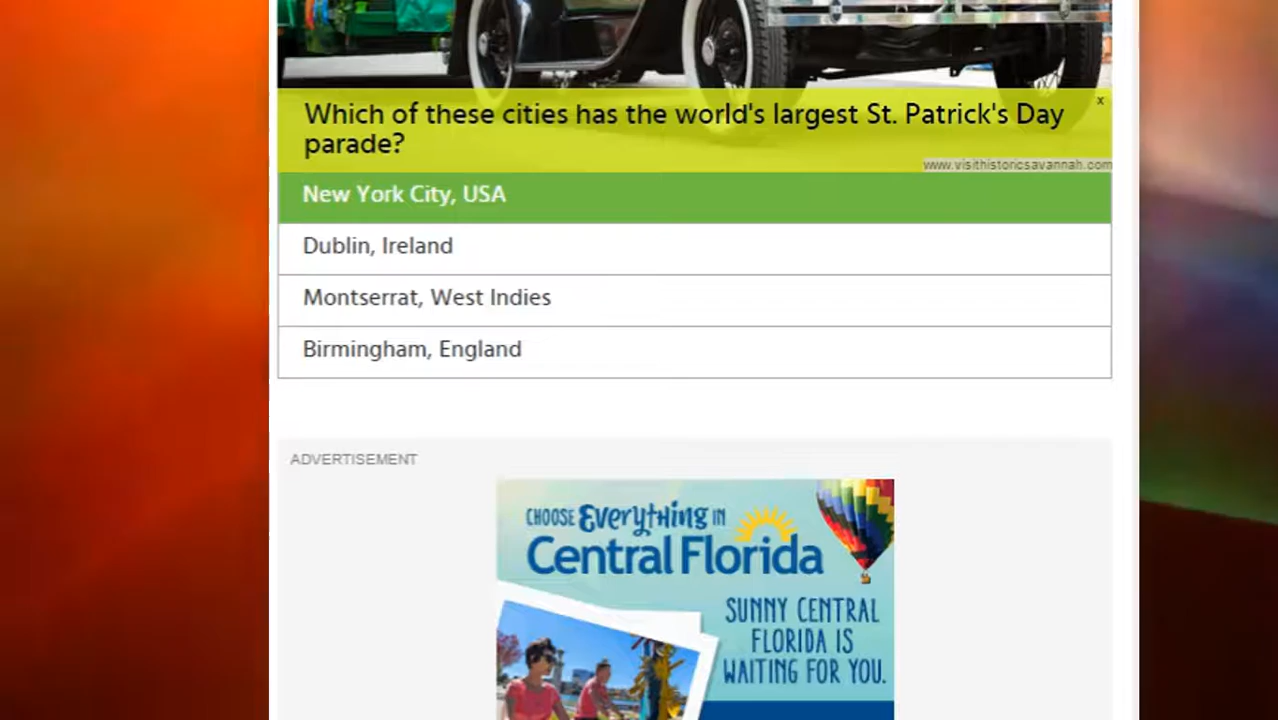 Which of these cities has the world's largest St. Patrick's Day
parade?
x
www.visithistoricsavannah.com
New York City, USA
Dublin, Ireland
Montserrat, West Indies
Birmingham, England
ADVERTISEMENT
CHOOSE Everything IN
Central Florida
SUNNY CENTRAL
FLORIDA IS
WAITING FOR YOU.